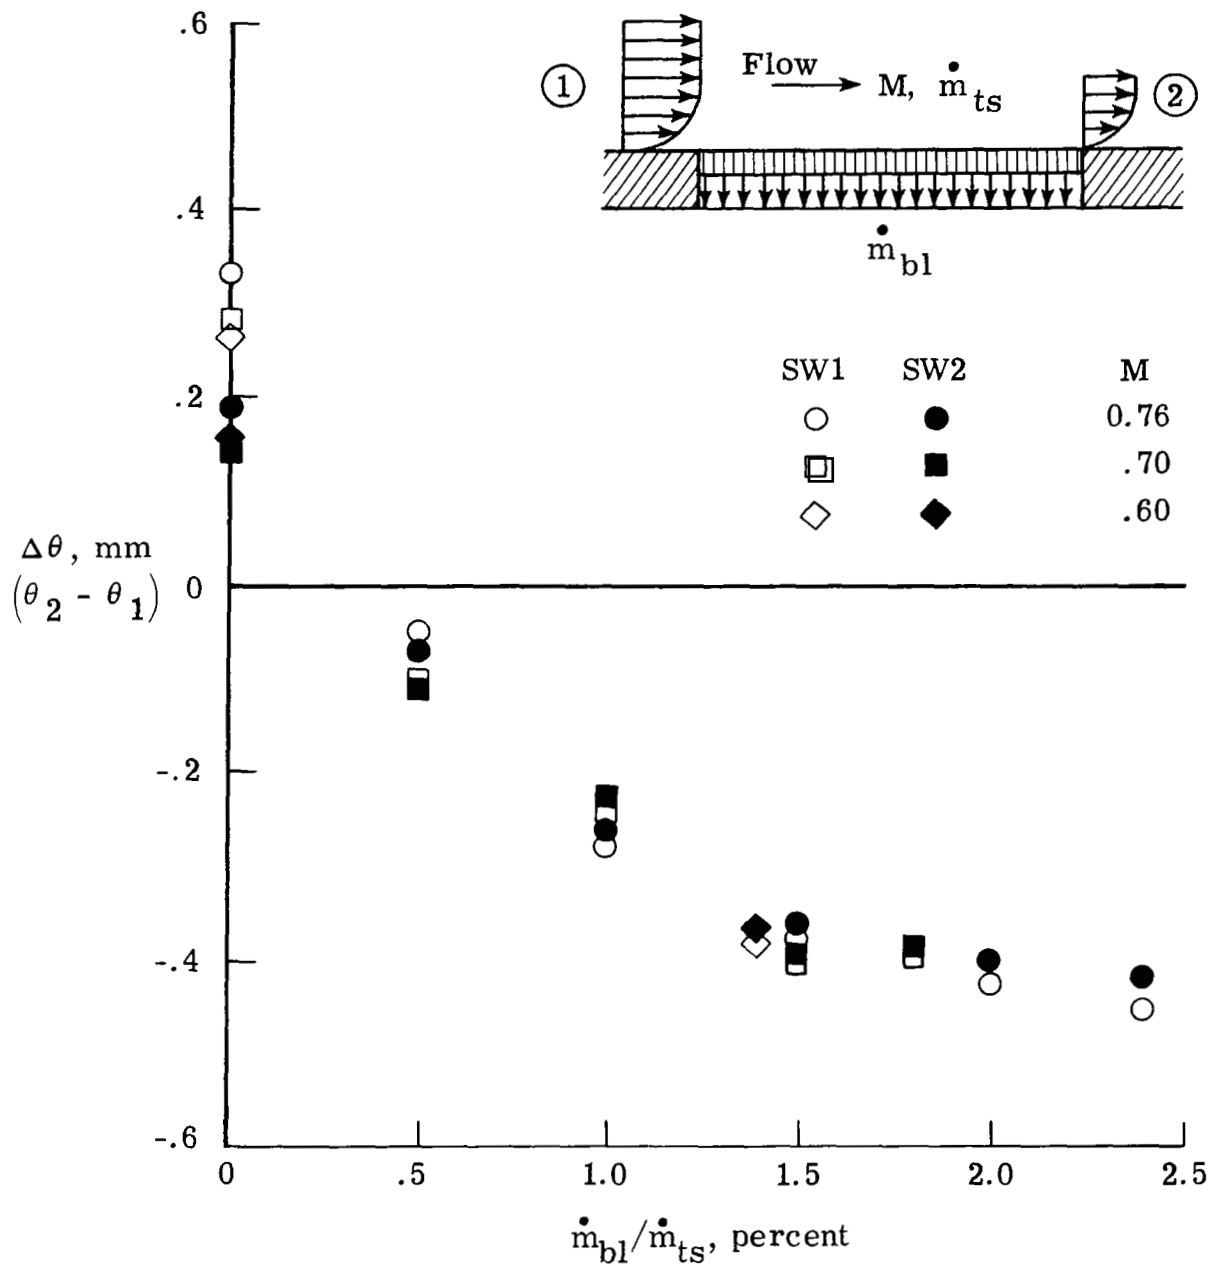 .6
① Flow M, ṁts ②
.4
ṁbl
SW1 SW2 M
.2
0.76
.70
.60
Δθ, mm
(θ2 - θ1) 0
-.2
-.4
-.6
0 .5 1.0 1.5 2.0 2.5
ṁbl/ṁts, percent